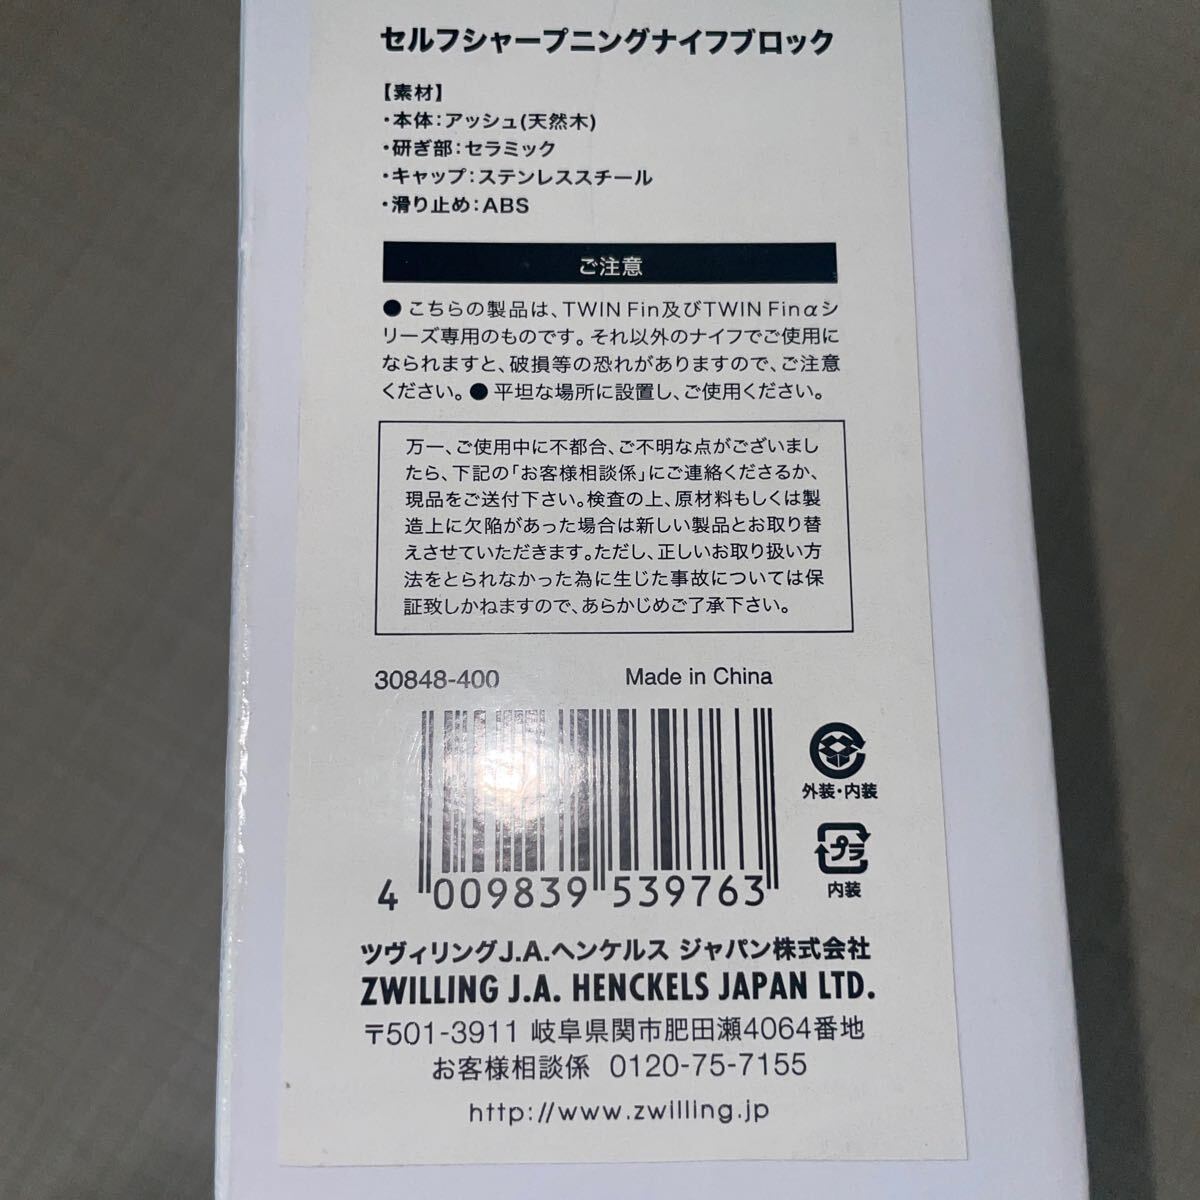 セルフシャープニングナイフブロック
【素材】
・本体：アッシュ(天然木)
・研ぎ部：セラミック
・キャップ：ステンレススチール
・滑り止め：ABS
ご注意
● こちらの製品は、TWIN Fin及びTWIN Finαシ
リーズ専用のものです。それ以外のナイフでご使用に
なられますと、破損等の恐れがありますので、ご注意
ください。● 平坦な場所に設置し、ご使用ください。
万一、ご使用中に不都合、ご不明な点がございまし
たら、下記の「お客様相談係」にご連絡くださるか、
現品をご送付下さい。検査の上、原材料もしくは製
造上に欠陥があった場合は新しい製品とお取り替
えさせていただきます。ただし、正しいお取り扱い方
法をとられなかった為に生じた事故については保
証致しかねますので、あらかじめご了承下さい。
30848-400 Made in China
外装・内装
プラ
内装
4 009839 539763
ツヴィリングJ.A.ヘンケルス ジャパン株式会社
ZWILLING J.A. HENCKELS JAPAN LTD.
〒501-3911 岐阜県関市肥田瀬4064番地
お客様相談係 0120-75-7155
http://www.zwilling.jp